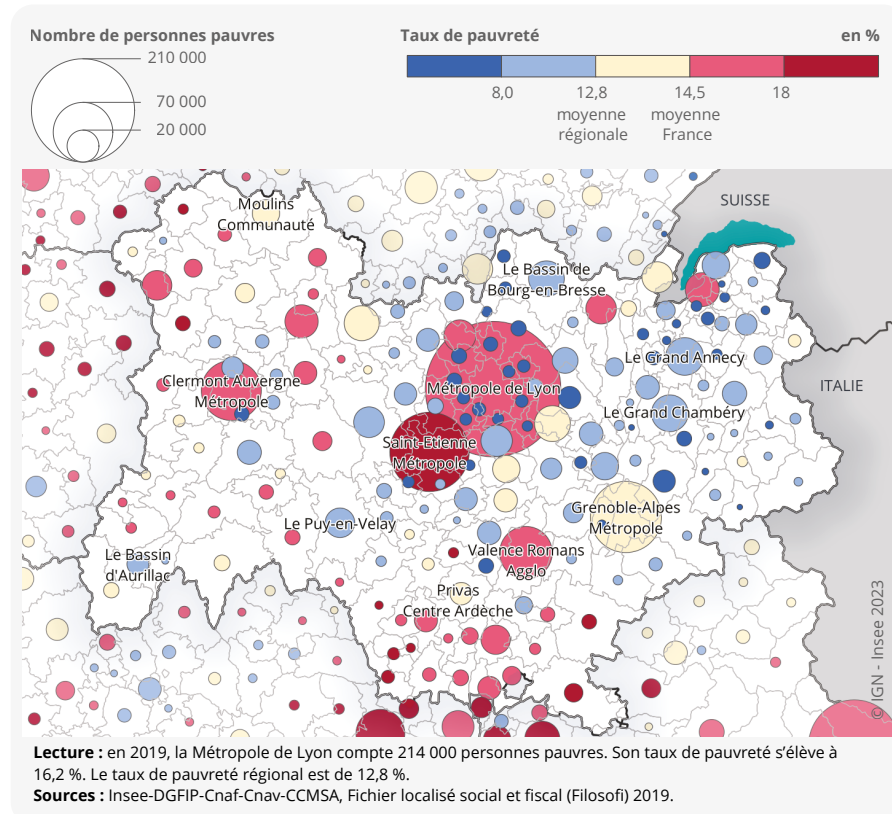 Nombre de personnes pauvres
210 000
70 000
20 000
Taux de pauvreté
en %
8,0
12,8
14,5
18
moyenne
régionale
moyenne
France
SUISSE
Moulins
Communauté
Le Bassin de
Bourg-en-Bresse
Le Grand Annecy
ITALIE
Clermont Auvergne
Métropole
Métropole de Lyon
Le Grand Chambéry
Saint-Etienne
Métropole
Grenoble-Alpes
Métropole
Le Puy-en-Velay
Le Bassin
d'Aurillac
Valence Romans
Agglo
Privas
Centre Ardèche
© IGN - Insee 2023
Lecture : en 2019, la Métropole de Lyon compte 214 000 personnes pauvres. Son taux de pauvreté s’élève à
16,2 %. Le taux de pauvreté régional est de 12,8 %.
Sources : Insee-DGFIP-Cnaf-Cnav-CCMSA, Fichier localisé social et fiscal (Filosofi) 2019.